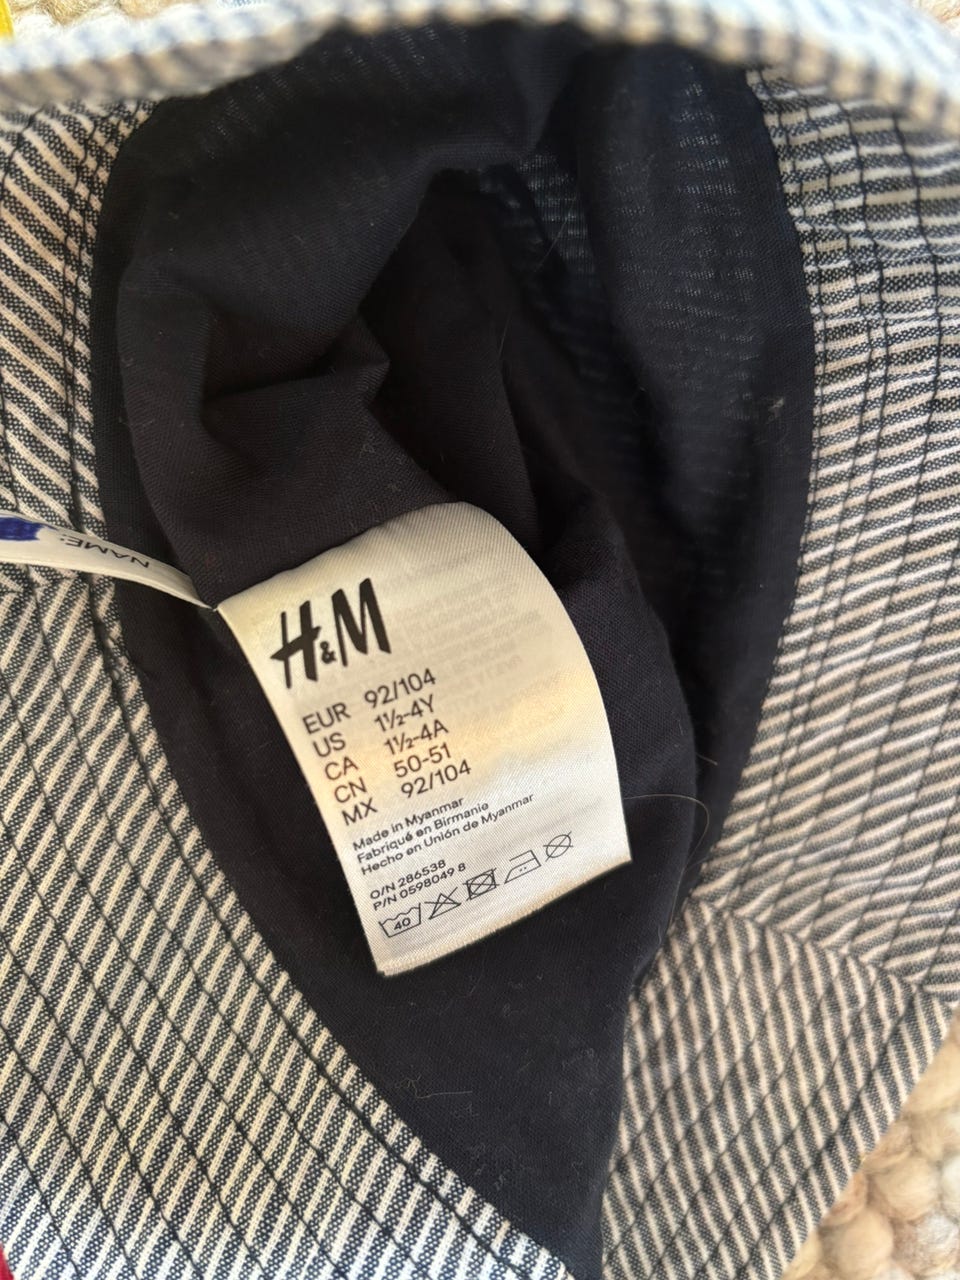 NAME:
H&M
EUR 92/104
US 1½-4Y
CA 1½-4A
CN 50-51
MX 92/104
Made in Myanmar
Fabriqué en Birmanie
Hecho en Unión de Myanmar
O/N 286538
P/N 0598049 8
40